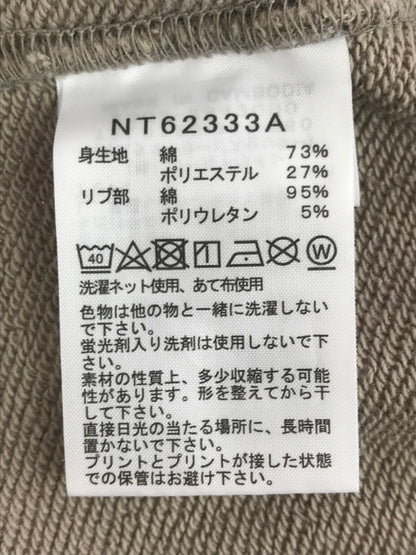 NT62333A
身生地 綿 73%
ポリエステル 27%
リブ部 綿 95%
ポリウレタン 5%
40 W
洗濯ネット使用、あて布使用
色物は他の物と一緒に洗濯しない
で下さい。
蛍光剤入り洗剤は使用しないで下
さい。
素材の性質上、多少収縮する可能
性があります。形を整えてから干
して下さい。
直接日光の当たる場所に、長時間
置かないで下さい。
プリントとプリントが接した状態
での保管はお避け下さい。